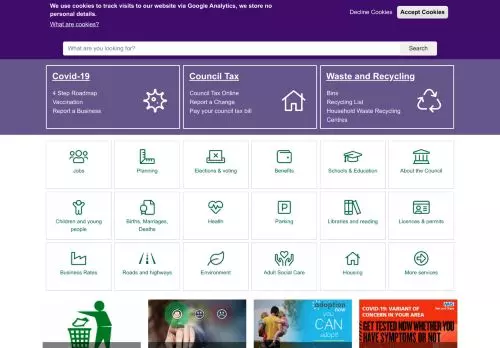 We use cookies to track visits to our website via Google Analytics, we store no personal details.
What are cookies?
Decline Cookies
Accept Cookies
What are you looking for?
Search
Covid-19
4 Step Roadmap
Vaccination
Report a Business
Council Tax
Council Tax Online
Report a Change
Pay your council tax bill
Waste and Recycling
Bins
Recycling List
Household Waste Recycling
Centres
Jobs
Planning
Elections & voting
Benefits
Schools & Education
About the Council
Children and young
people
Births, Marriages,
Deaths
Health
Parking
Libraries and reading
Licences & permits
Business Rates
Roads and highways
Environment
Adult Social Care
Housing
More services
adoption
now
you
CAN
adopt
COVID-19: VARIANT OF
CONCERN IN YOUR AREA
NHS
GET TESTED NOW WHETHER YOU
HAVE SYMPTOMS OR NOT